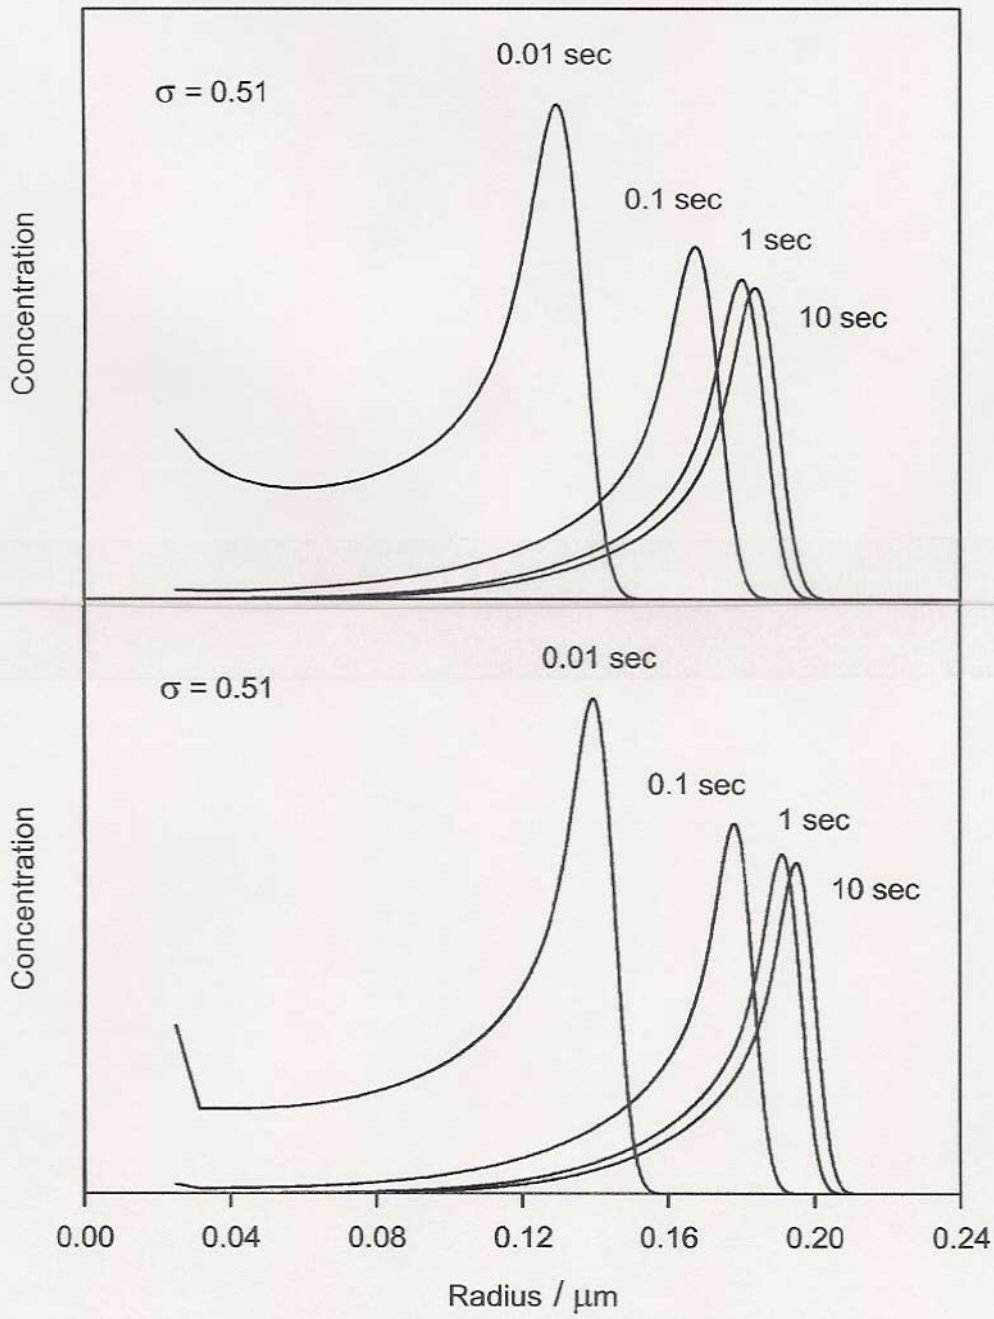 0.01 sec
σ = 0.51
0.1 sec
1 sec
10 sec
Concentration
0.01 sec
σ = 0.51
0.1 sec
1 sec
10 sec
Concentration
0.00 0.04 0.08 0.12 0.16 0.20 0.24
Radius / μm